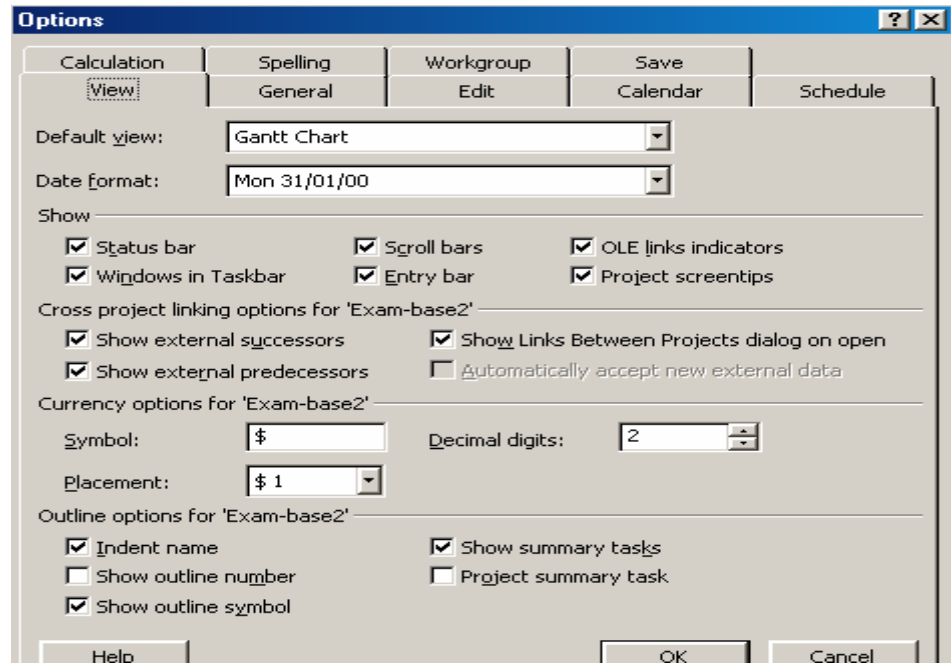 Options
Calculation Spelling Workgroup Save
View General Edit Calendar Schedule
Default view: Gantt Chart
Date format: Mon 31/01/00
Show
Status bar Scroll bars OLE links indicators
Windows in Taskbar Entry bar Project screentips
Cross project linking options for 'Exam-base2'
Show external successors Show Links Between Projects dialog on open
Show external predecessors Automatically accept new external data
Currency options for 'Exam-base2'
Symbol: $ Decimal digits: 2
Placement: $ 1
Outline options for 'Exam-base2'
Indent name Show summary tasks
Show outline number Project summary task
Show outline symbol
Help OK Cancel